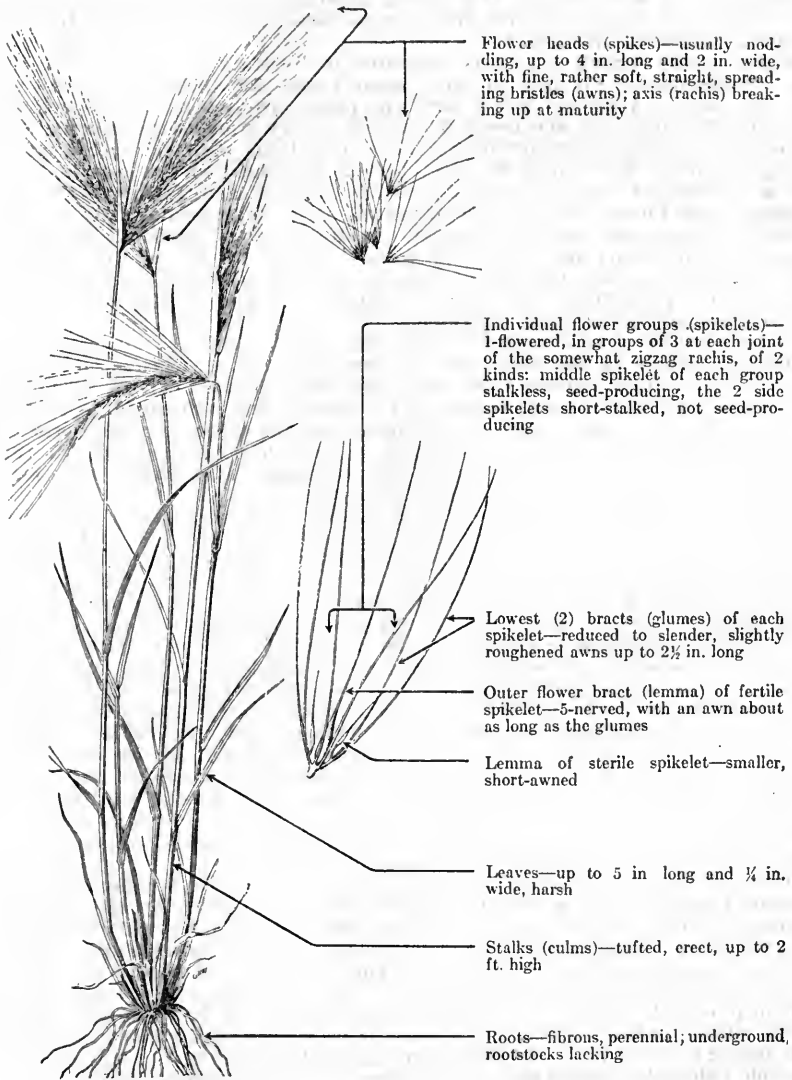 Flower heads (spikes)—usually nod-
ding, up to 4 in. long and 2 in. wide,
with fine, rather soft, straight, spread-
ing bristles (awns); axis (rachis) break-
ing up at maturity
Individual flower groups (spikelets)—
1-flowered, in groups of 3 at each joint
of the somewhat zigzag rachis, of 2
kinds: middle spikelet of each group
stalkless, seed-producing, the 2 side
spikelets short-stalked, not seed-pro-
ducing
Lowest (2) bracts (glumes) of each
spikelet—reduced to slender, slightly
roughened awns up to 2½ in. long
Outer flower bract (lemma) of fertile
spikelet—5-nerved, with an awn about
as long as the glumes
Lemma of sterile spikelet—smaller,
short-awned
Leaves—up to 5 in long and ¼ in.
wide, harsh
Stalks (culms)—tufted, erect, up to 2
ft. high
Roots—fibrous, perennial; underground,
rootstocks lacking